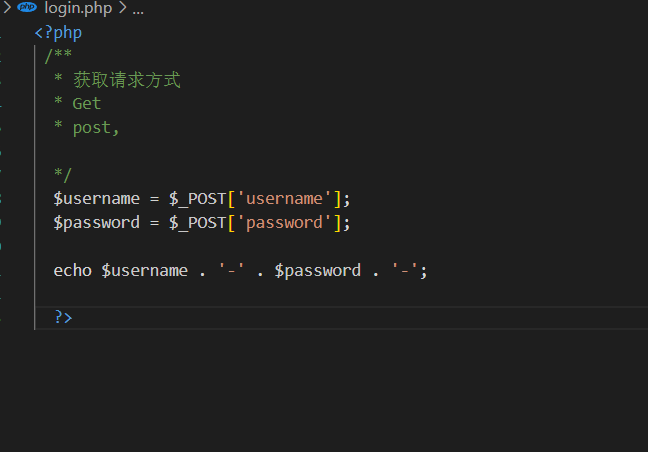 login.php > ...
<?php
/**
* 获取请求方式
* Get
* post,
*/
$username = $_POST['username'];
$password = $_POST['password'];
echo $username . '-' . $password . '-';
?>